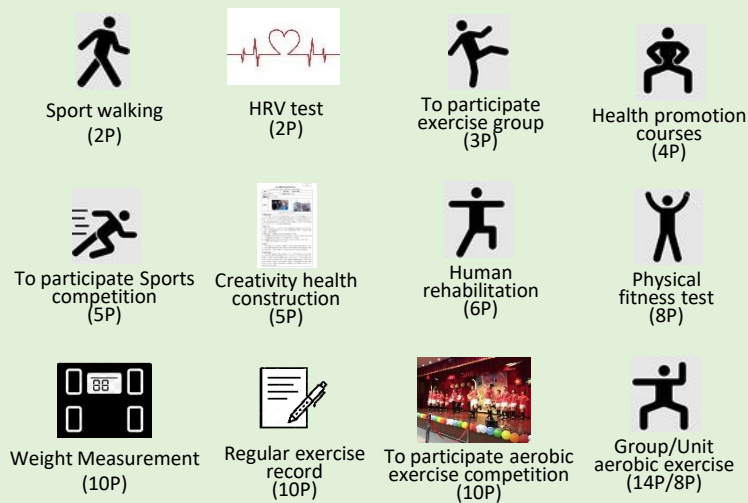 Sport walking
(2P)
HRV test
(2P)
To participate
exercise group
(3P)
Health promotion
courses
(4P)
To participate Sports
competition
(5P)
Creativity health
construction
(5P)
Human
rehabilitation
(6P)
Physical
fitness test
(8P)
88
Weight Measurement
(10P)
Regular exercise
record
(10P)
To participate aerobic
exercise competition
(10P)
Group/Unit
aerobic exercise
(14P/8P)